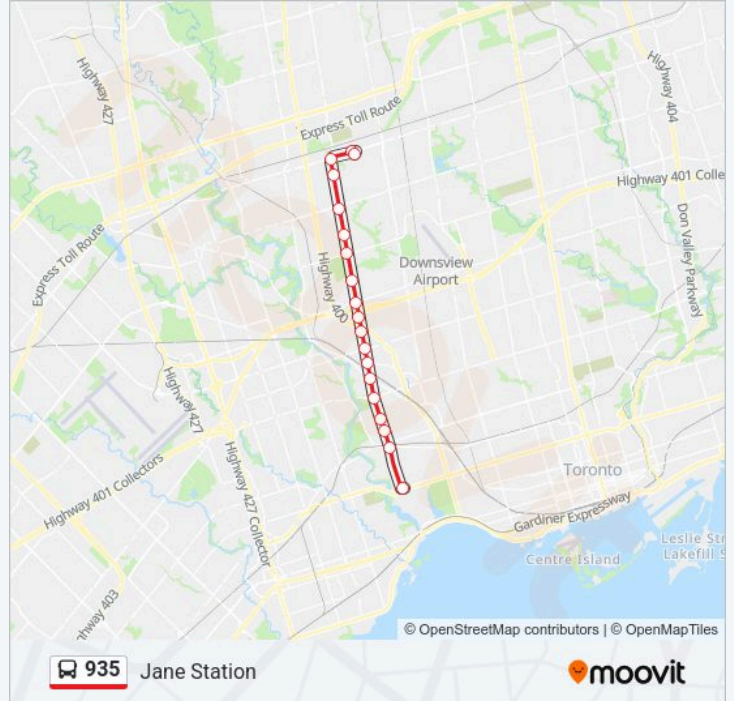 Highway 427
Highway 404
Express Toll Route
Highway 401 Colle
Express Toll Route
Don Valley Parkway
Downsview
Airport
Highway 400
Highway 427
Highway 401 Collectors
Highway 427 Collector
Toronto
Gardiner Expressway
Leslie Str
Lakefill S
Centre Island
hway 403
© OpenStreetMap contributors | © OpenMapTiles
935 Jane Station
moovit